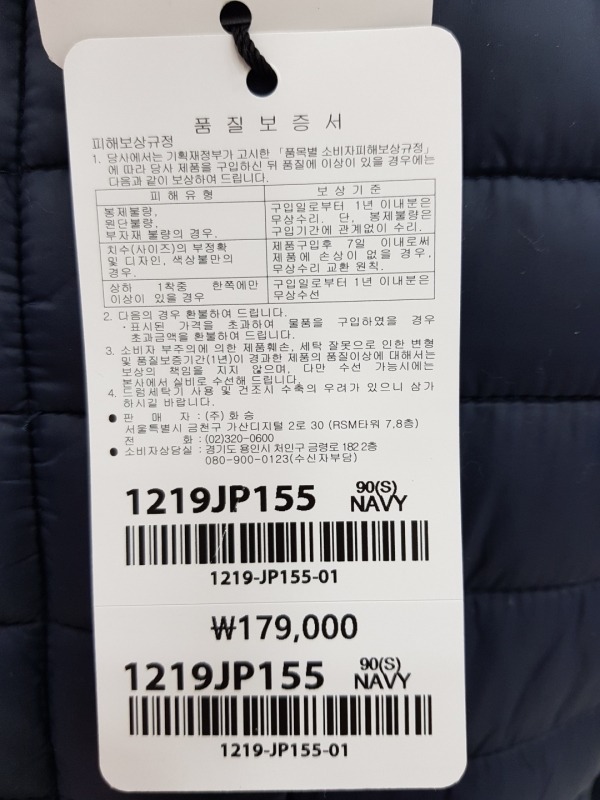 품 질 보 증 서
피해보상규정
1. 당사에서는 기획재정부가 고시한 「품목별 소비자피해보상규정」
에 따라 당사 제품을 구입하신 뒤 품질에 이상이 있을 경우에는
다음과 같이 보상하여 드립니다.
피 해 유 형 보 상 기 준
봉제불량, 구입일로부터 1년 이내분은
원단불량, 무상수리. 단, 봉제불량은
부자재 불량의 경우. 구입기간에 관계없이 수리.
치수(사이즈)의 부정확 제품구입후 7일 이내로써
및 디자인, 색상불만의 제품에 손상이 없을 경우,
경우. 무상수리 교환 원칙.
상하 1착중 한쪽에만 구입일로부터 1년 이내분은
이상이 있을 경우 무상수선
2. 다음의 경우 환불하여 드립니다.
·표시된 가격을 초과하여 물품을 구입하였을 경우
초과금액을 환불하여 드립니다.
3. 소비자 부주의에 의한 제품훼손, 세탁 잘못으로 인한 변형
및 품질보증기간(1년)이 경과한 제품의 품질이상에 대해서는
보상의 책임을 지지 않으며, 다만 수선 가능시에는
본사에서 실비로 수선해 드립니다.
4. 드럼세탁기 사용 및 건조시 수축의 우려가 있으니 삼가
하시길 바랍니다.
● 판 매 자 : (주) 화 승
서울특별시 금천구 가산디지털 2로 30 (RSM타워 7,8층)
전 화 : (02)320-0600
● 소비자상담실 : 경기도 용인시 처인구 금령로 182 2층
080-900-0123(수신자부담)
1219JP155 90(S) NAVY
1219-JP155-01
₩179,000
1219JP155 90(S) NAVY
1219-JP155-01